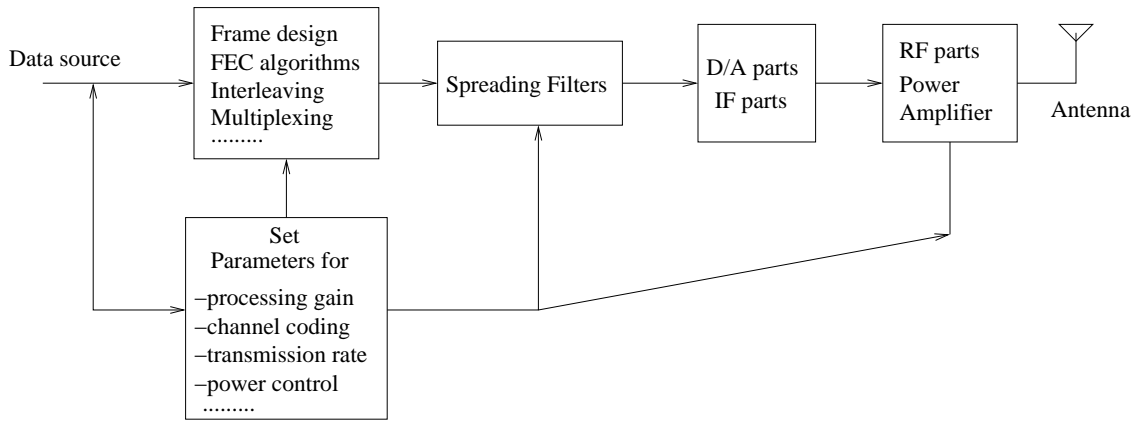 Data source
Frame design
FEC algorithms
Interleaving
Multiplexing
.........
Spreading Filters
D/A parts
IF parts
RF parts
Power
Amplifier
Antenna
Set
Parameters for
−processing gain
−channel coding
−transmission rate
−power control
.........